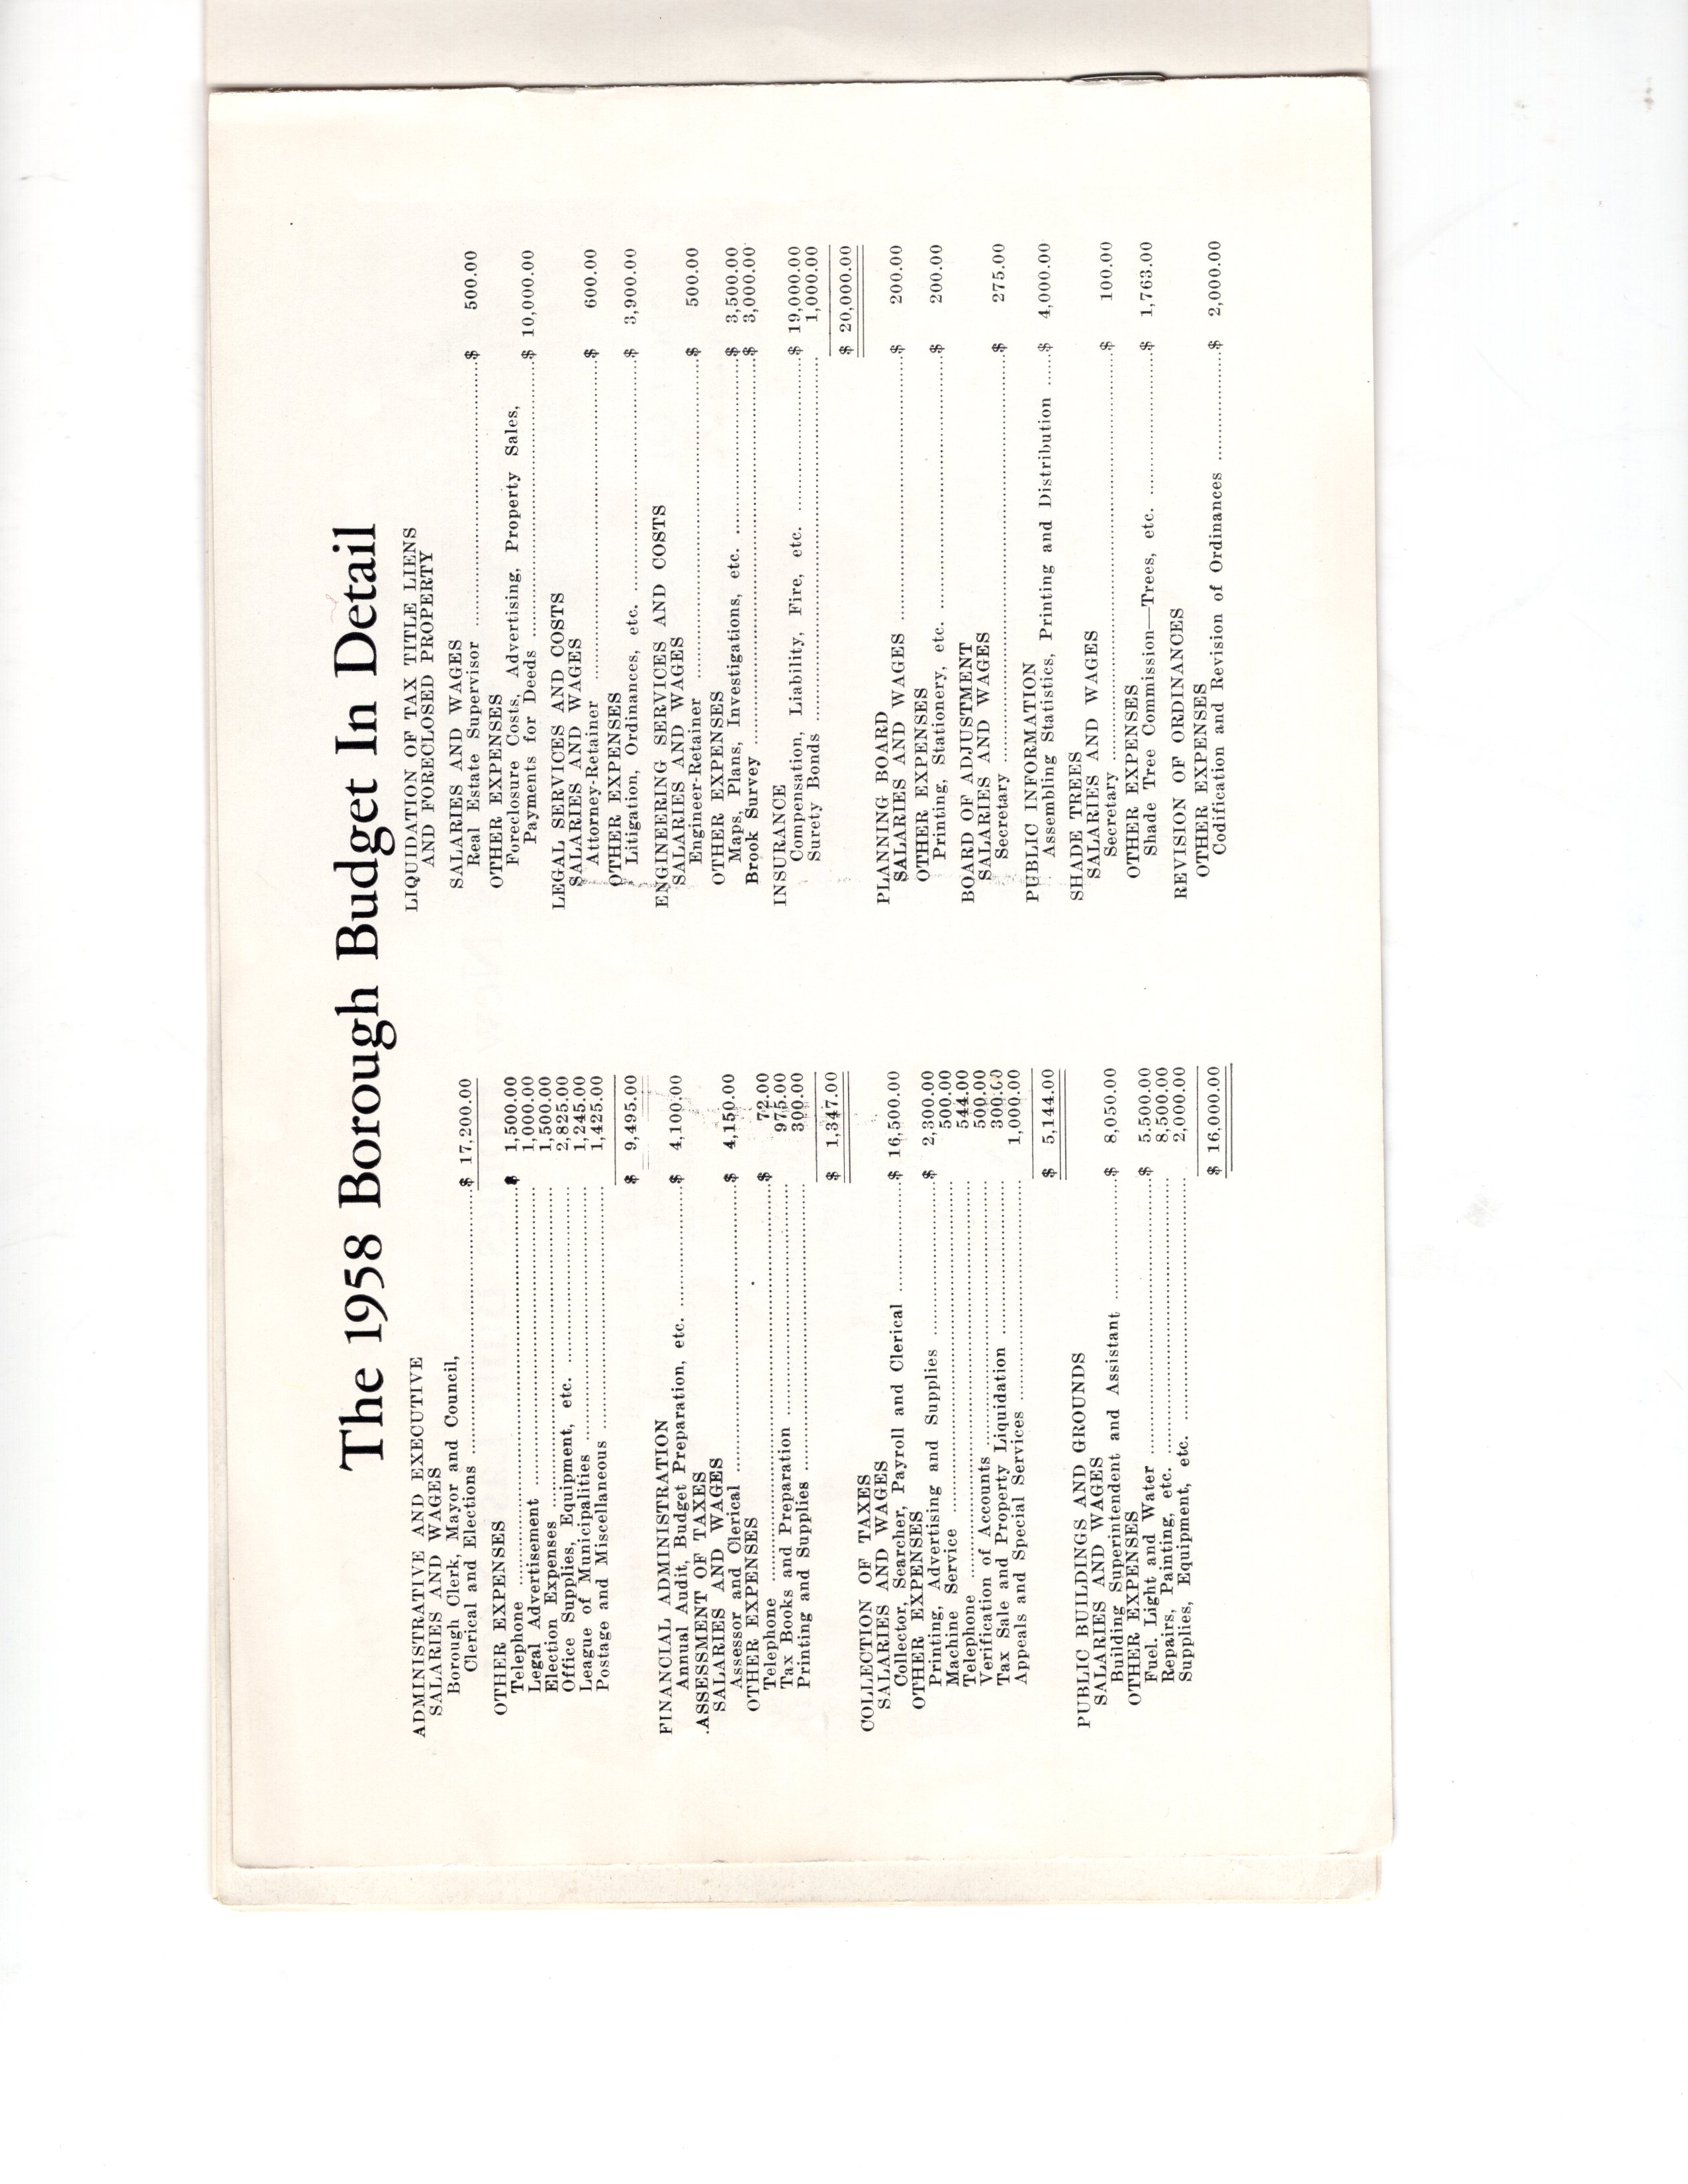 The 1958 Borough Budget In Detail
ADMINISTRATIVE AND EXECUTIVE
SALARIES AND WAGES
Borough Clerk, Mayor and Council,
Clerical and Elections ........................................$ 17,200.00
OTHER EXPENSES
Telephone ........................................$ 1,500.00
Legal Advertisement ........................................ 1,000.00
Election Expenses ........................................ 1,500.00
Office Supplies, Equipment, etc. ........................ 2,825.00
League of Municipalities ................................ 1,245.00
Postage and Miscellaneous ................................ 1,425.00
$ 9,495.00
FINANCIAL ADMINISTRATION
Annual Audit, Budget Preparation, etc. ................$ 4,100.00
ASSESSMENT OF TAXES
SALARIES AND WAGES
Assessor and Clerical ................................$ 4,150.00
OTHER EXPENSES
Telephone ........................................$ 72.00
Tax Books and Preparation ................................ 975.00
Printing and Supplies ................................ 300.00
$ 1,347.00
COLLECTION OF TAXES
SALARIES AND WAGES
Collector, Searcher, Payroll and Clerical ................$ 16,500.00
OTHER EXPENSES
Printing, Advertising and Supplies ........................$ 2,300.00
Machine Service ........................................ 500.00
Telephone ........................................ 544.00
Verification of Accounts ................................ 500.00
Tax Sale and Property Liquidation ........................ 300.00
Appeals and Special Services ........................ 1,000.00
$ 5,144.00
PUBLIC BUILDINGS AND GROUNDS
SALARIES AND WAGES
Building Superintendent and Assistant ................$ 8,050.00
OTHER EXPENSES
Fuel, Light and Water ................................$ 5.500.00
Repairs, Painting, etc. ................................ 8,500.00
Supplies, Equipment, etc. ................................ 2,000.00
$ 16,000.00
LIQUIDATION OF TAX TITLE LIENS
AND FORECLOSED PROPERTY
SALARIES AND WAGES
Real Estate Supervisor ................................$ 500.00
OTHER EXPENSES
Foreclosure Costs, Advertising, Property Sales,
Payments for Deeds ................................$ 10,000.00
LEGAL SERVICES AND COSTS
SALARIES AND WAGES
Attorney-Retainer ................................$ 600.00
OTHER EXPENSES
Litigation, Ordinances, etc. ........................$ 3,900.00
ENGINEERING SERVICES AND COSTS
SALARIES AND WAGES
Engineer-Retainer ................................$ 500.00
OTHER EXPENSES
Maps, Plans, Investigations, etc. ........................$ 3,500.00
Brook Survey ........................................$ 3,000.00
INSURANCE
Compensation, Liability, Fire, etc. ........................$ 19,000.00
Surety Bonds ........................................ 1,000.00
$ 20,000.00
PLANNING BOARD
SALARIES AND WAGES ................................$ 200.00
OTHER EXPENSES
Printing, Stationery, etc. ................................$ 200.00
BOARD OF ADJUSTMENT
SALARIES AND WAGES
Secretary ........................................$ 275.00
PUBLIC INFORMATION
Assembling Statistics, Printing and Distribution ......$ 4,000.00
SHADE TREES
SALARIES AND WAGES
Secretary ........................................$ 100.00
OTHER EXPENSES
Shade Tree Commission—Trees, etc. ................$ 1,763.00
REVISION OF ORDINANCES
OTHER EXPENSES
Codification and Revision of Ordinances ................$ 2,000.00